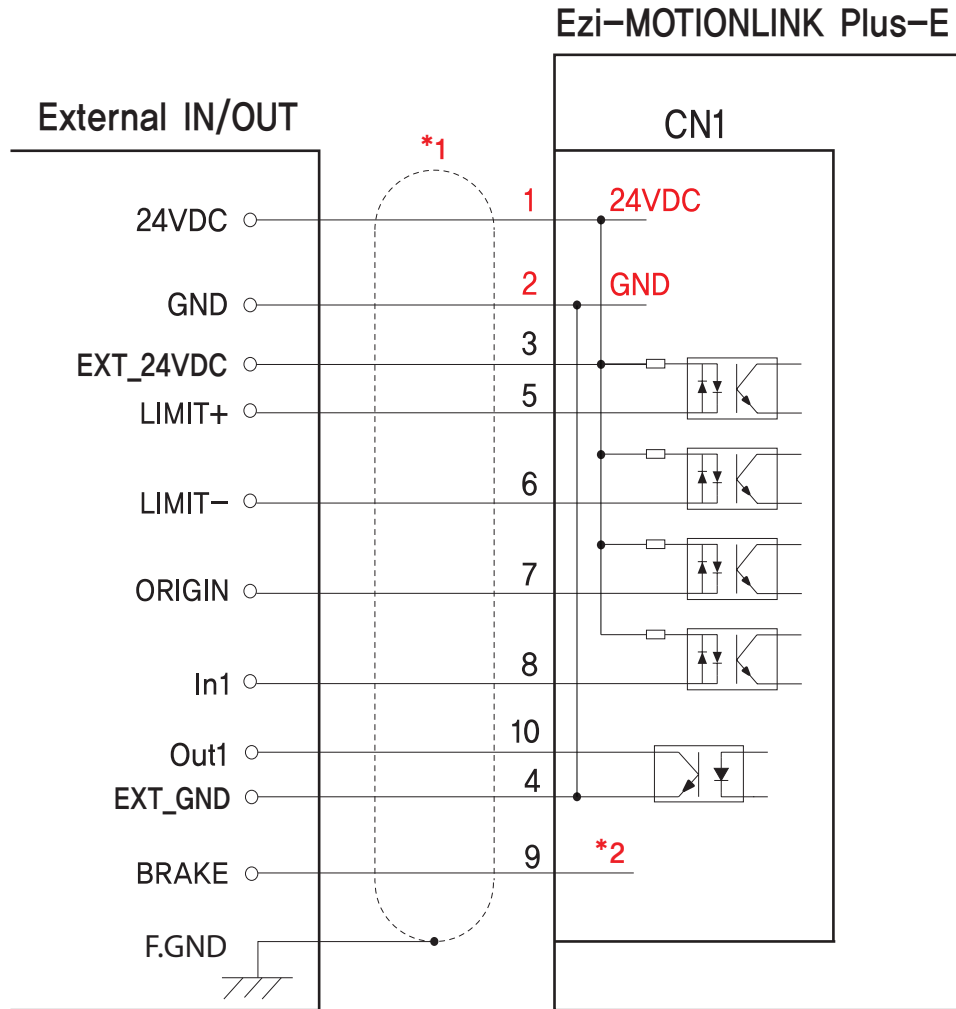 Ezi-MOTIONLINK Plus-E
External IN/OUT
CN1
*1
24VDC 1 24VDC
GND 2 GND
EXT_24VDC 3
LIMIT+ 5
LIMIT- 6
ORIGIN 7
In1 8
Out1 10
EXT_GND 4
BRAKE 9 *2
F.GND